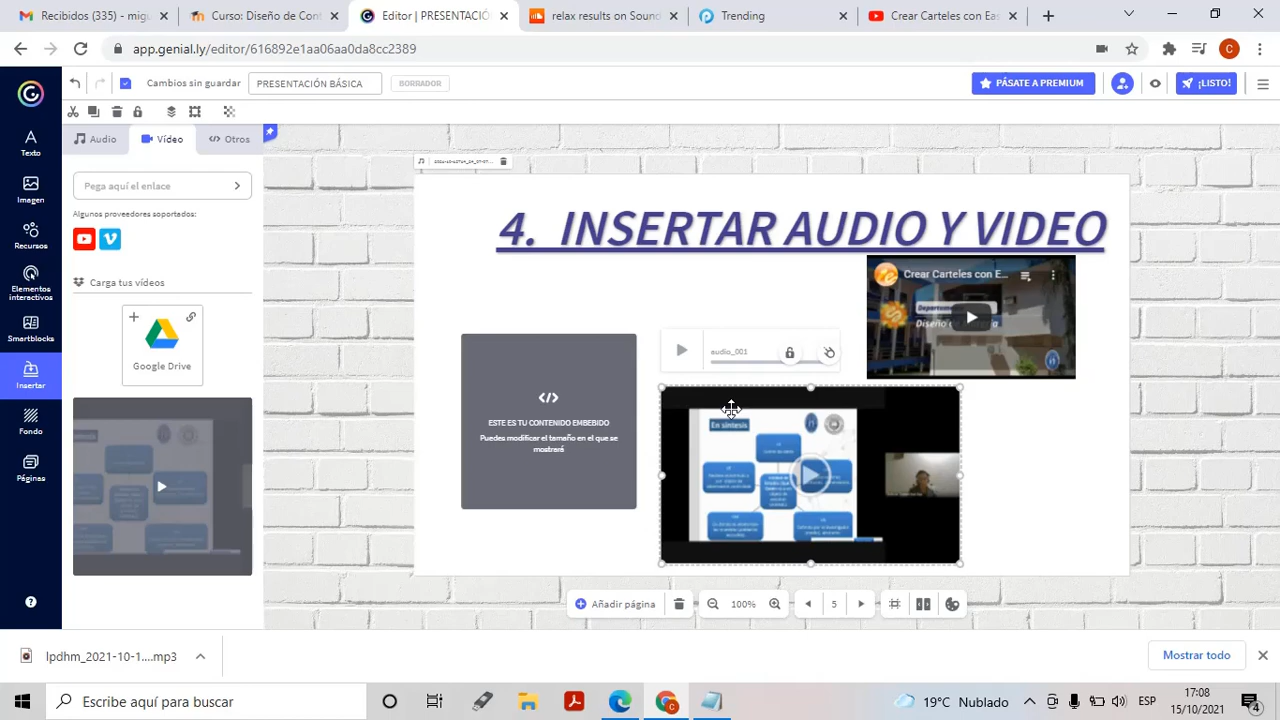 Recibidos (935) - migu
Curso: Diseño de Con
Editor | PRESENTACIÓ
relax results on Sound
Trending
Crear Carteles con Eas
app.genial.ly/editor/616892e1aa06aa0da8cc2389
C
Cambios sin guardar
PRESENTACIÓN BÁSICA
BORRADOR
PÁSATE A PREMIUM
¡LISTO!
Texto
Imagen
Recursos
Elementos
interactivos
Smartblocks
Insertar
Fondo
Páginas
Audio
Vídeo
Otros
Pega aquí el enlace
Algunos proveedores soportados:
Carga tus vídeos
Google Drive
4. INSERTAR AUDIO Y VIDEO
Crear Carteles con E...
Departamento
audio_001
</>
ESTE ES TU CONTENIDO EMBEBIDO
Puedes modificar el tamaño en el que se
mostrará
En síntesis
Añadir página
100%
5
lpdhm_2021-10-1....mp3
Mostrar todo
Escribe aquí para buscar
19°C Nublado
ESP
17:08
15/10/2021
4